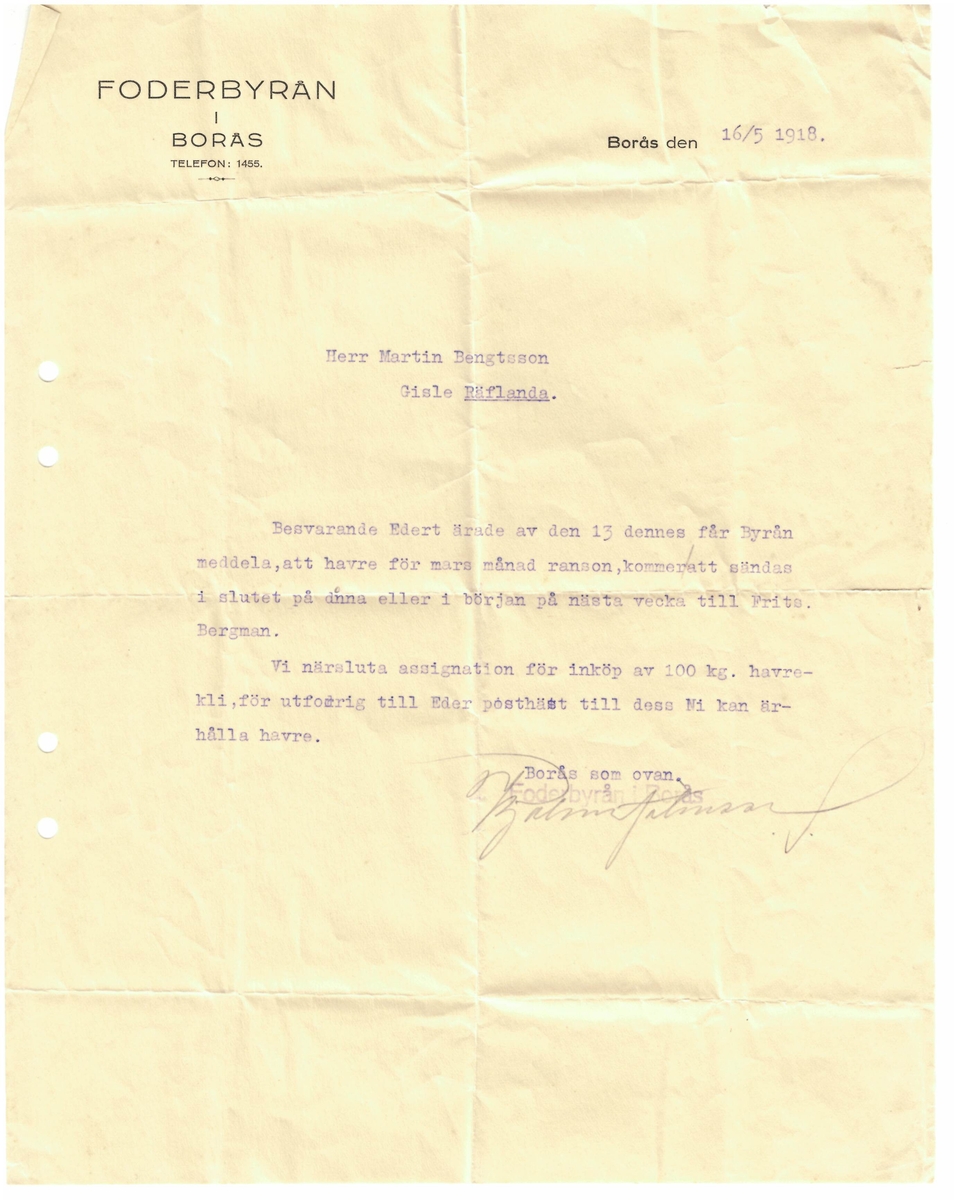 FODERBYRÅN
I
BORÅS
TELEFON: 1455.
Borås den 16/5 1918.
Herr Martin Bengtsson
Gisle Räflanda.
Besvarande Edert ärade av den 13 dennes får Byrån
meddela,att havre för mars månad ranson,kommer/att sändas
i slutet på dnna eller i början på nästa vecka till Frits.
Bergman.
Vi närsluta assignation för inköp av 100 kg. havre-
kli,för utfodrig till Eder posthäst till dess Ni kan är-
hålla havre.
Borås som ovan.
Foderbyrån i Borås